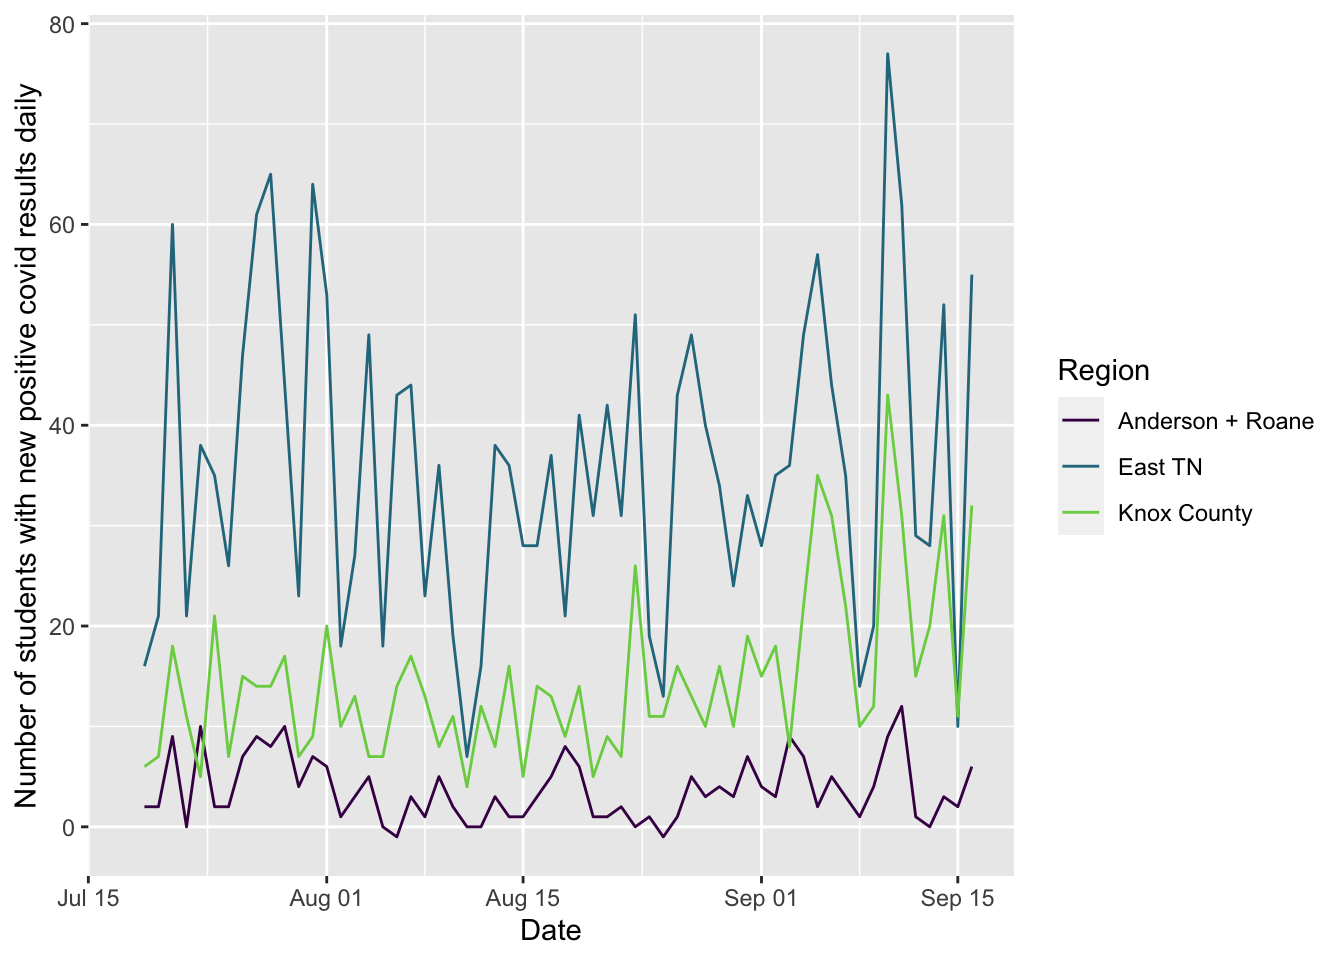 Number of students with new positive covid results daily
80
60
40
20
0
Jul 15
Aug 01
Aug 15
Sep 01
Sep 15
Date
Region
Anderson + Roane
East TN
Knox County